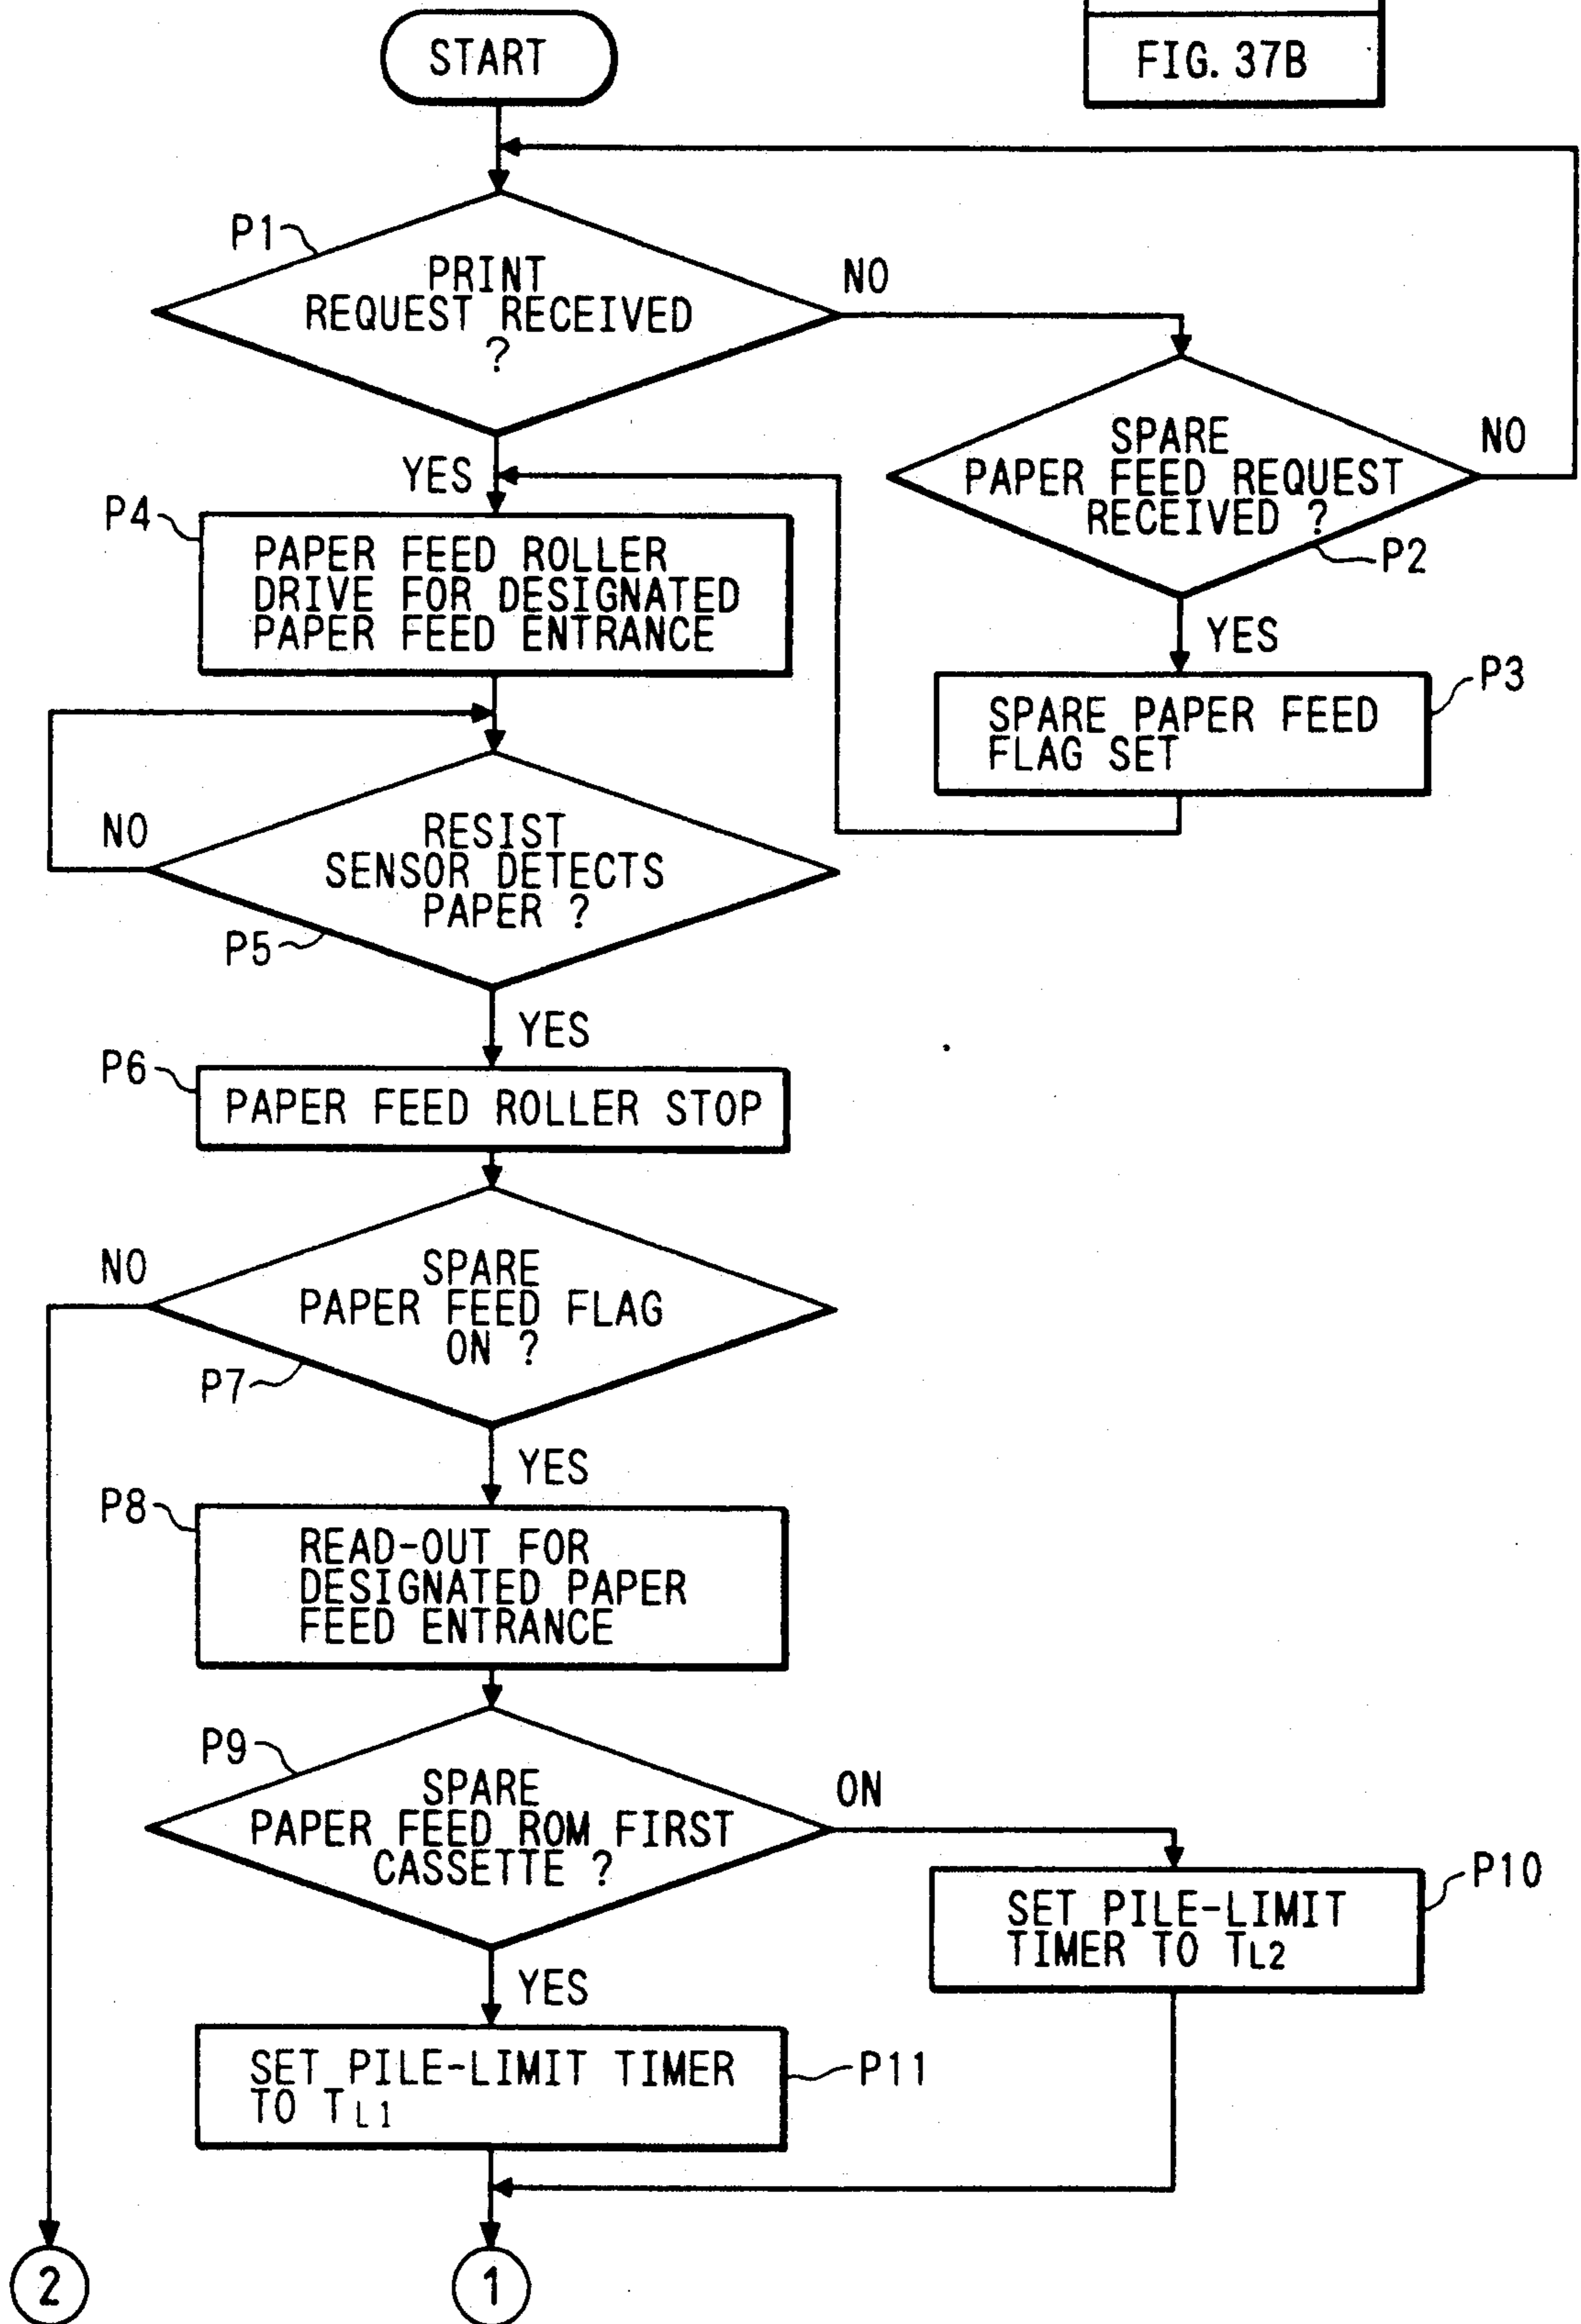 START
FIG. 37B
P1
PRINT
REQUEST RECEIVED
?
NO
SPARE
PAPER FEED REQUEST
RECEIVED ?
NO
P2
YES
YES
P4
PAPER FEED ROLLER
DRIVE FOR DESIGNATED
PAPER FEED ENTRANCE
P3
SPARE PAPER FEED
FLAG SET
NO
RESIST
SENSOR DETECTS
PAPER ?
P5
YES
P6
PAPER FEED ROLLER STOP
NO
SPARE
PAPER FEED FLAG
ON ?
P7
YES
P8
READ-OUT FOR
DESIGNATED PAPER
FEED ENTRANCE
P9
SPARE
PAPER FEED ROM FIRST
CASSETTE ?
ON
P10
SET PILE-LIMIT
TIMER TO TL2
YES
SET PILE-LIMIT TIMER
TO TL1
P11
2
1